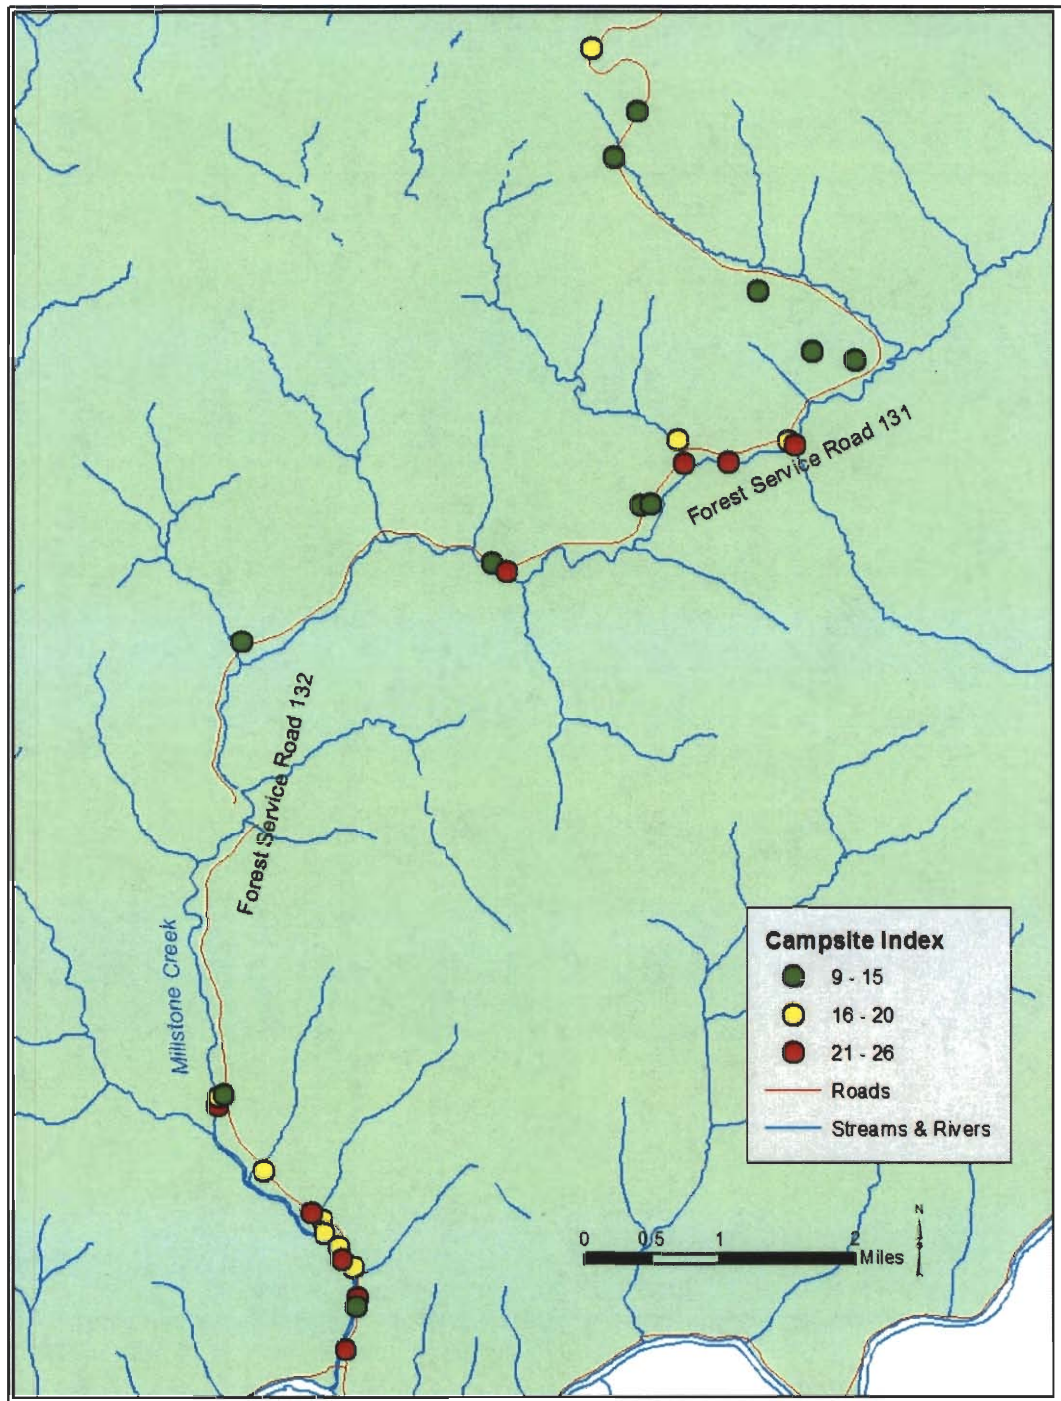 Forest Service Road 131
Forest Service Road 132
Millstone Creek
Campsite Index
9 - 15
16 - 20
21 - 26
Roads
Streams & Rivers
N
0 0.5 1 2
Miles